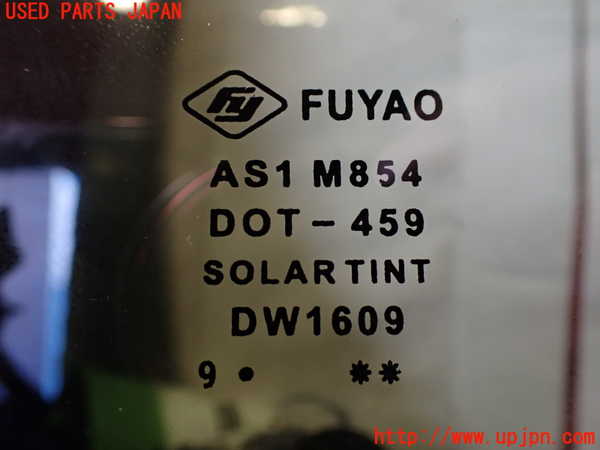 USED PARTS JAPAN
Fy FUYAO
AS1 M854
DOT-459
SOLARTINT
DW1609
9 • **
http://www.upjpn.com